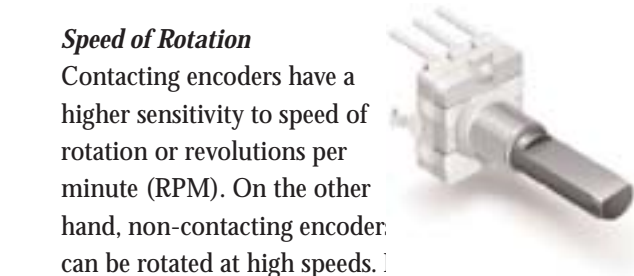 Speed of Rotation
Contacting encoders have a
higher sensitivity to speed of
rotation or revolutions per
minute (RPM). On the other
hand, non-contacting encoder
can be rotated at high speeds.